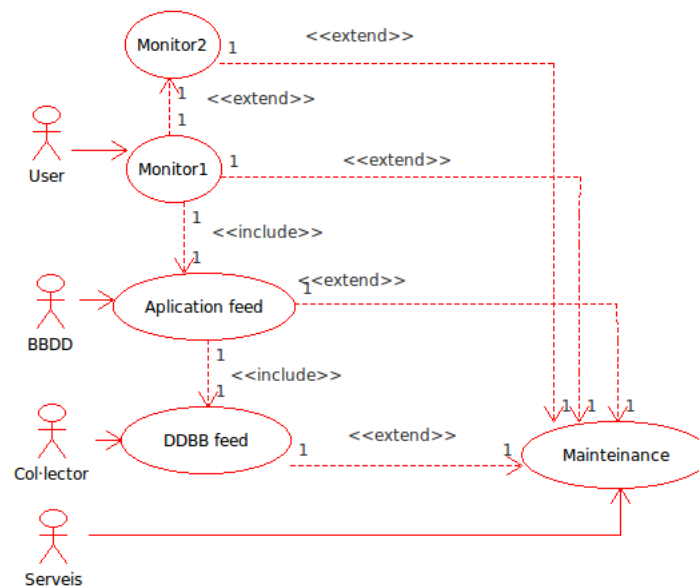 Monitor2
1
<<extend>>
1
<<extend>>
1
User
Monitor1
1
<<extend>>
1
<<include>>
1
BBDD
Aplication feed
<<extend>>
1
1
<<include>>
1
Col·lector
DDBB feed
1
<<extend>>
1
1
1
1
Mainteinance
Serveis